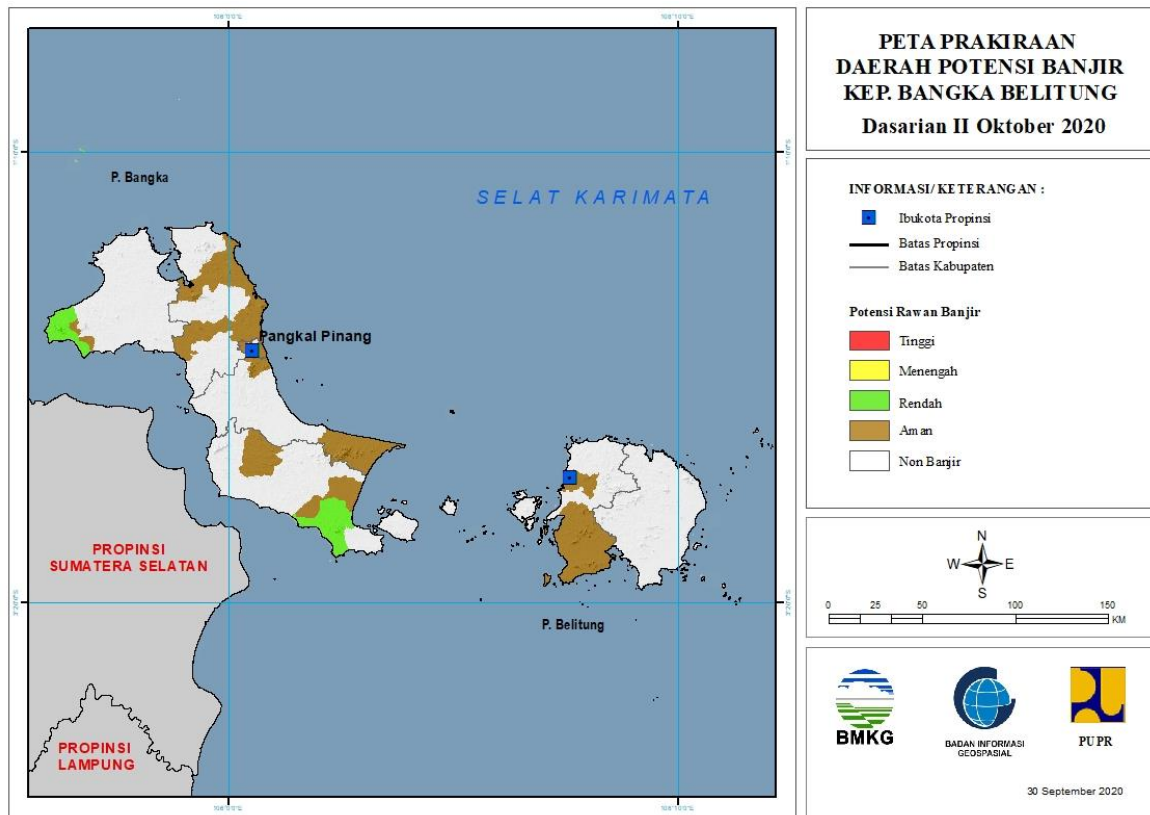 PETA PRAKIRAAN
DAERAH POTENSI BANJIR
KEP. BANGKA BELITUNG
Dasarian II Oktober 2020
INFORMASI/ KETERANGAN :
Ibukota Propinsi
Batas Propinsi
Batas Kabupaten
Potensi Rawan Banjir
Tinggi
Menengah
Rendah
Aman
Non Banjir
N
W E
S
0 25 50 100 150
KM
BMKG
BADAN INFORMASI
GEOSPASIAL
PUPR
30 September 2020
P. Bangka
SELAT KARIMATA
Pangkal Pinang
PROPINSI
SUMATERA SELATAN
P. Belitung
PROPINSI
LAMPUNG